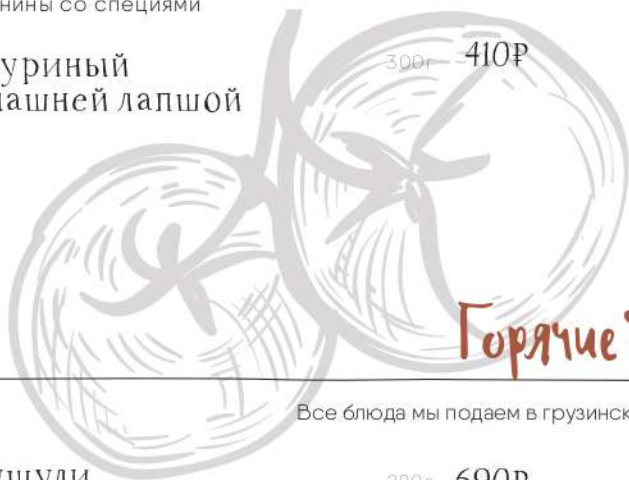 нины со специями
уриный
300г 410₽
ашней лапшой
Горячие
Все блюда мы подаем в грузинск
690₽